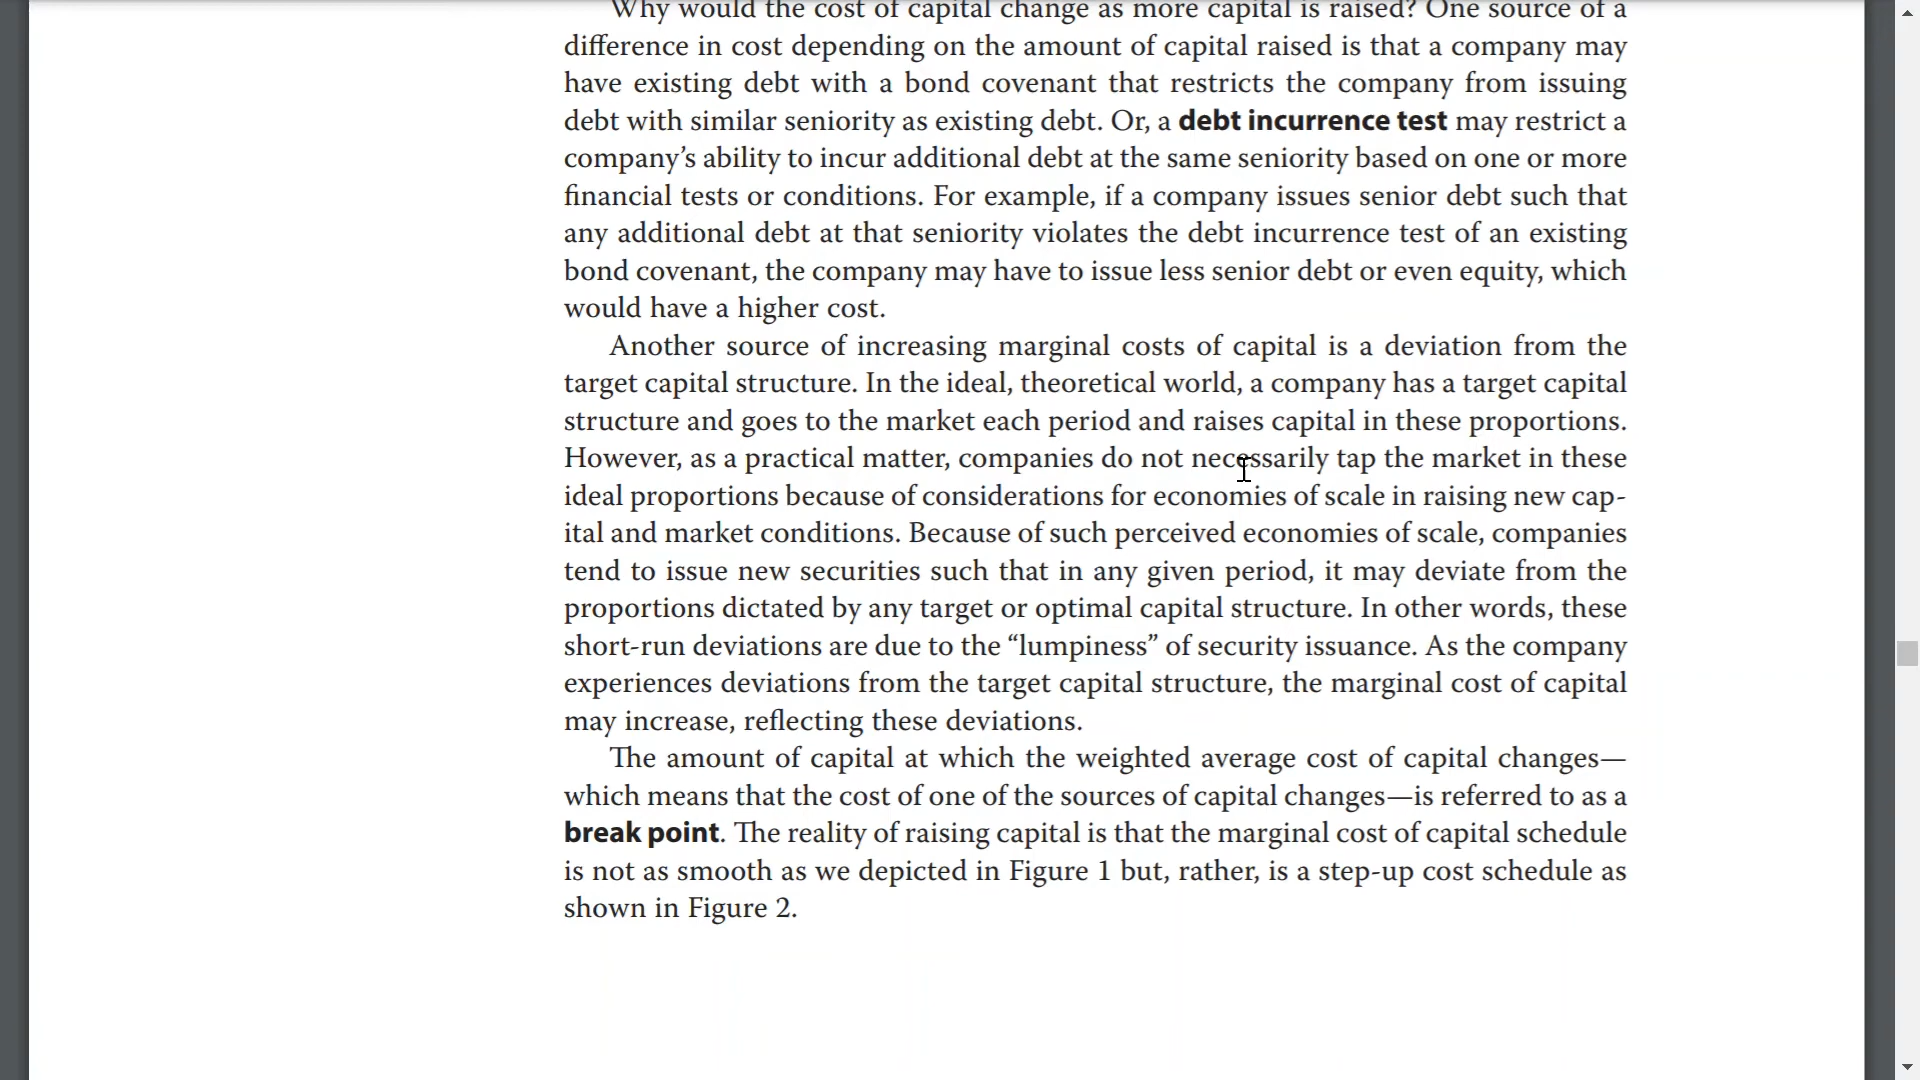 Why would the cost of capital change as more capital is raised? One source of a
difference in cost depending on the amount of capital raised is that a company may
have existing debt with a bond covenant that restricts the company from issuing
debt with similar seniority as existing debt. Or, a debt incurrence test may restrict a
company’s ability to incur additional debt at the same seniority based on one or more
financial tests or conditions. For example, if a company issues senior debt such that
any additional debt at that seniority violates the debt incurrence test of an existing
bond covenant, the company may have to issue less senior debt or even equity, which
would have a higher cost.
Another source of increasing marginal costs of capital is a deviation from the
target capital structure. In the ideal, theoretical world, a company has a target capital
structure and goes to the market each period and raises capital in these proportions.
However, as a practical matter, companies do not necessarily tap the market in these
ideal proportions because of considerations for economies of scale in raising new cap-
ital and market conditions. Because of such perceived economies of scale, companies
tend to issue new securities such that in any given period, it may deviate from the
proportions dictated by any target or optimal capital structure. In other words, these
short-run deviations are due to the “lumpiness” of security issuance. As the company
experiences deviations from the target capital structure, the marginal cost of capital
may increase, reflecting these deviations.
The amount of capital at which the weighted average cost of capital changes—
which means that the cost of one of the sources of capital changes—is referred to as a
break point. The reality of raising capital is that the marginal cost of capital schedule
is not as smooth as we depicted in Figure 1 but, rather, is a step-up cost schedule as
shown in Figure 2.